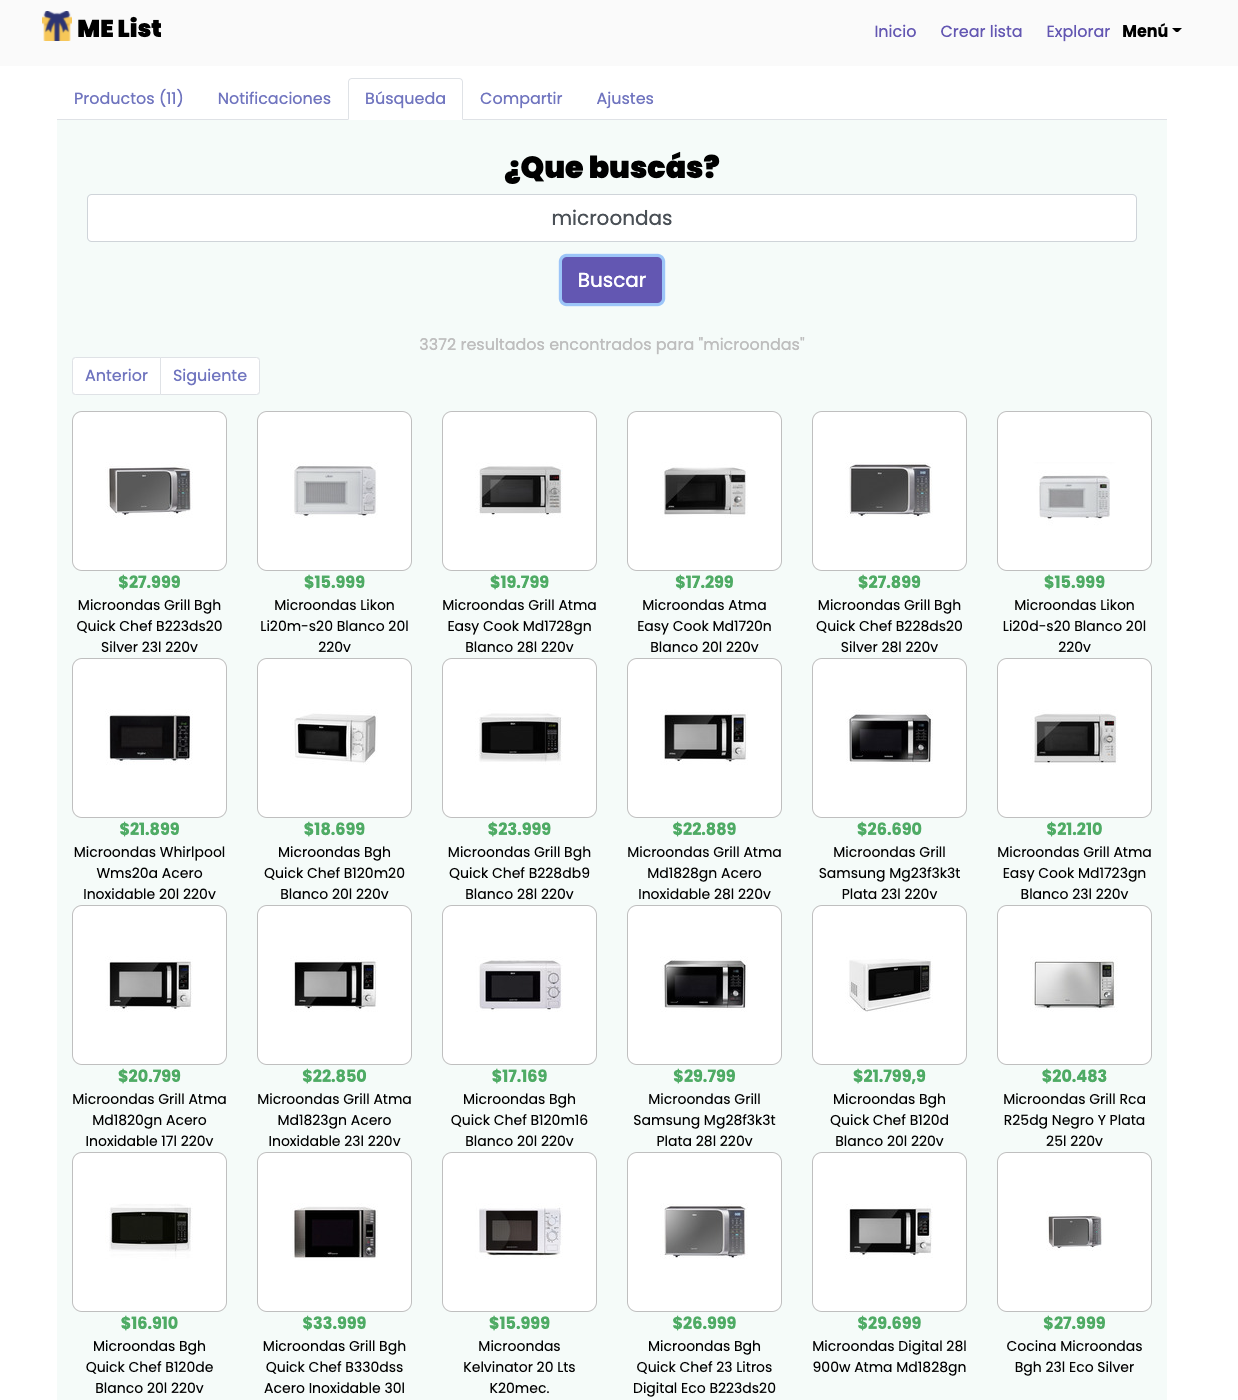 ME List
Inicio Crear lista Explorar Menú
Productos (11) Notificaciones Búsqueda Compartir Ajustes
¿Que buscás?
microondas
Buscar
3372 resultados encontrados para "microondas"
Anterior Siguiente
$27.999 $15.999 $19.799 $17.299 $27.899 $15.999
Microondas Grill Bgh Microondas Likon Microondas Grill Atma Microondas Atma Microondas Grill Bgh Microondas Likon
Quick Chef B223ds20 Li20m-s20 Blanco 20l Easy Cook Md1728gn Easy Cook Md1720n Quick Chef B228ds20 Li20d-s20 Blanco 20l
Silver 23l 220v 220v Blanco 28l 220v Blanco 20l 220v Silver 28l 220v 220v
$21.899 $18.699 $23.999 $22.889 $26.690 $21.210
Microondas Whirlpool Microondas Bgh Microondas Grill Bgh Microondas Grill Atma Microondas Grill Microondas Grill Atma
Wms20a Acero Quick Chef B120m20 Quick Chef B228db9 Md1828gn Acero Samsung Mg23f3k3t Easy Cook Md1723gn
Inoxidable 20l 220v Blanco 20l 220v Blanco 28l 220v Inoxidable 28l 220v Plata 23l 220v Blanco 23l 220v
$20.799 $22.850 $17.169 $29.799 $21.799,9 $20.483
Microondas Grill Atma Microondas Grill Atma Microondas Bgh Microondas Grill Microondas Bgh Microondas Grill Rca
Md1820gn Acero Md1823gn Acero Quick Chef B120m16 Samsung Mg28f3k3t Quick Chef B120d R25dg Negro Y Plata
Inoxidable 17l 220v Inoxidable 23l 220v Blanco 20l 220v Plata 28l 220v Blanco 20l 220v 25l 220v
$16.910 $33.999 $15.999 $26.999 $29.699 $27.999
Microondas Bgh Microondas Grill Bgh Microondas Microondas Bgh Microondas Digital 28l Cocina Microondas
Quick Chef B120de Quick Chef B330dss Kelvinator 20 Lts Quick Chef 23 Litros 900w Atma Md1828gn Bgh 23l Eco Silver
Blanco 20l 220v Acero Inoxidable 30l K20mec. Digital Eco B223ds20